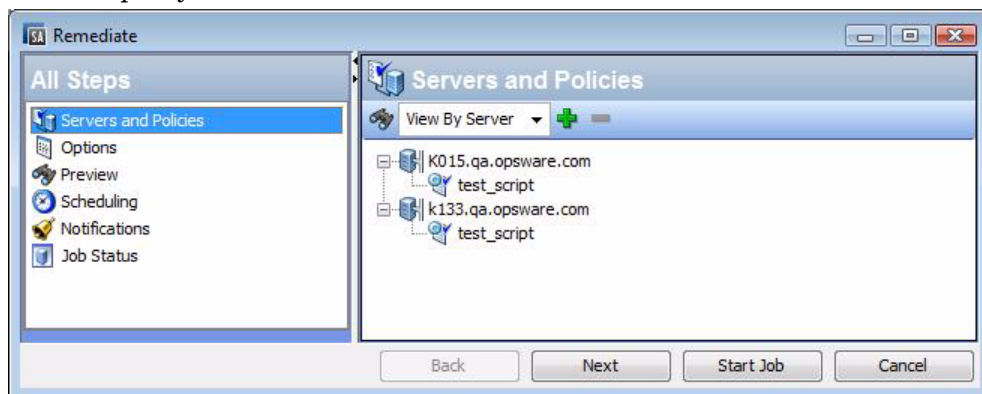 SA Remediate
All Steps
Servers and Policies
Options
Preview
Scheduling
Notifications
Job Status
Servers and Policies
View By Server
K015.qa.opsware.com
test_script
k133.qa.opsware.com
test_script
Back Next Start Job Cancel